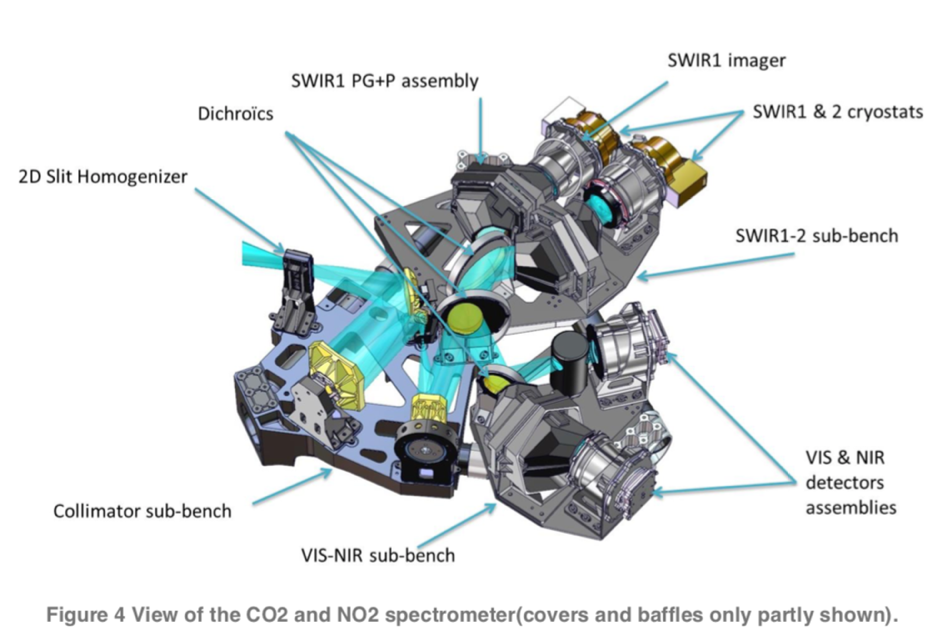 SWIR1 imager
SWIR1 PG+P assembly
Dichroïcs
SWIR1 & 2 cryostats
2D Slit Homogenizer
SWIR1-2 sub-bench
VIS & NIR
detectors
assemblies
Collimator sub-bench
VIS-NIR sub-bench
Figure 4 View of the CO2 and NO2 spectrometer(covers and baffles only partly shown).